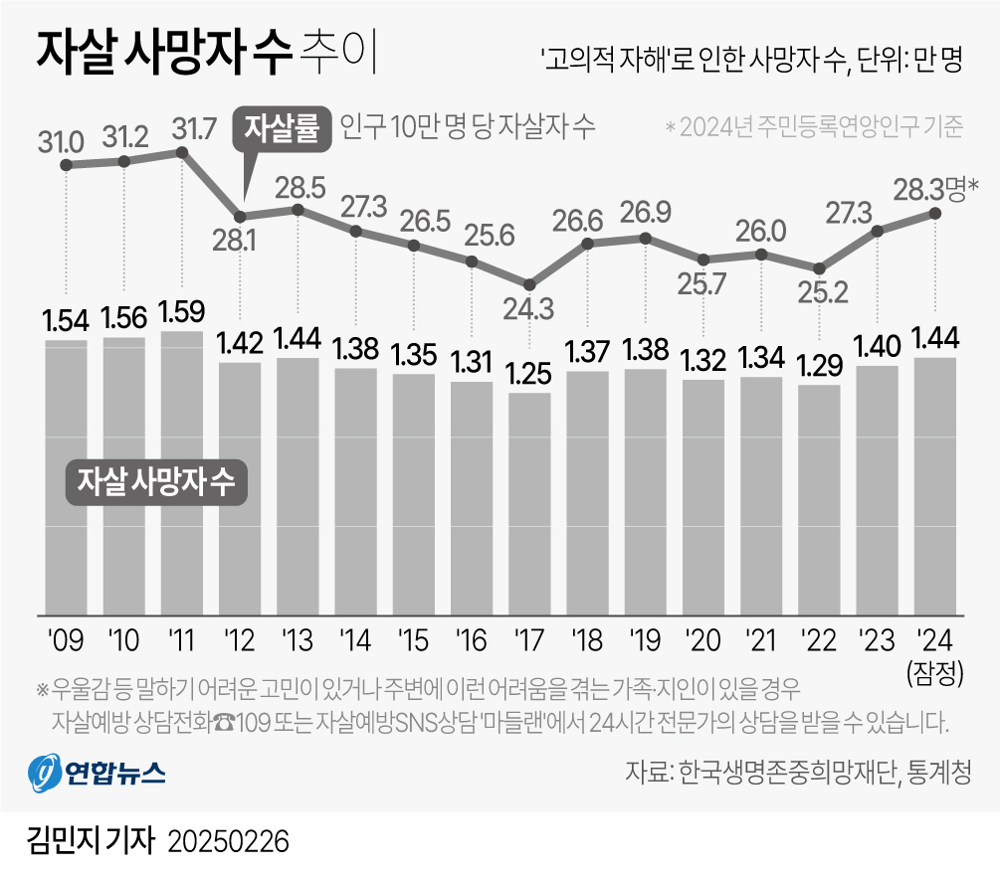 자살 사망자 수 추이
'고의적 자해'로 인한 사망자 수, 단위: 만 명
자살률 인구 10만 명 당 자살자 수
* 2024년 주민등록연앙인구 기준
31.0 31.2 31.7 28.1 28.5 27.3 26.5 25.6 24.3 26.6 26.9 25.7 26.0 25.2 27.3 28.3명*
1.54 1.56 1.59 1.42 1.44 1.38 1.35 1.31 1.25 1.37 1.38 1.32 1.34 1.29 1.40 1.44
자살 사망자 수
'09 '10 '11 '12 '13 '14 '15 '16 '17 '18 '19 '20 '21 '22 '23 '24
(잠정)
※ 우울감 등 말하기 어려운 고민이 있거나 주변에 이런 어려움을 겪는 가족·지인이 있을 경우
자살예방 상담전화☎109 또는 자살예방SNS상담 '마들랜'에서 24시간 전문가의 상담을 받을 수 있습니다.
연합뉴스
자료: 한국생명존중희망재단, 통계청
김민지 기자 20250226